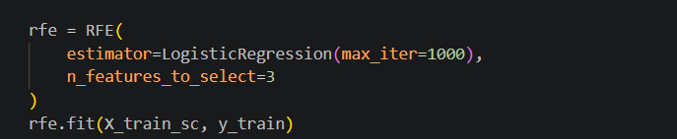 rfe = RFE(
    estimator=LogisticRegression(max_iter=1000),
    n_features_to_select=3
)
rfe.fit(X_train_sc, y_train)